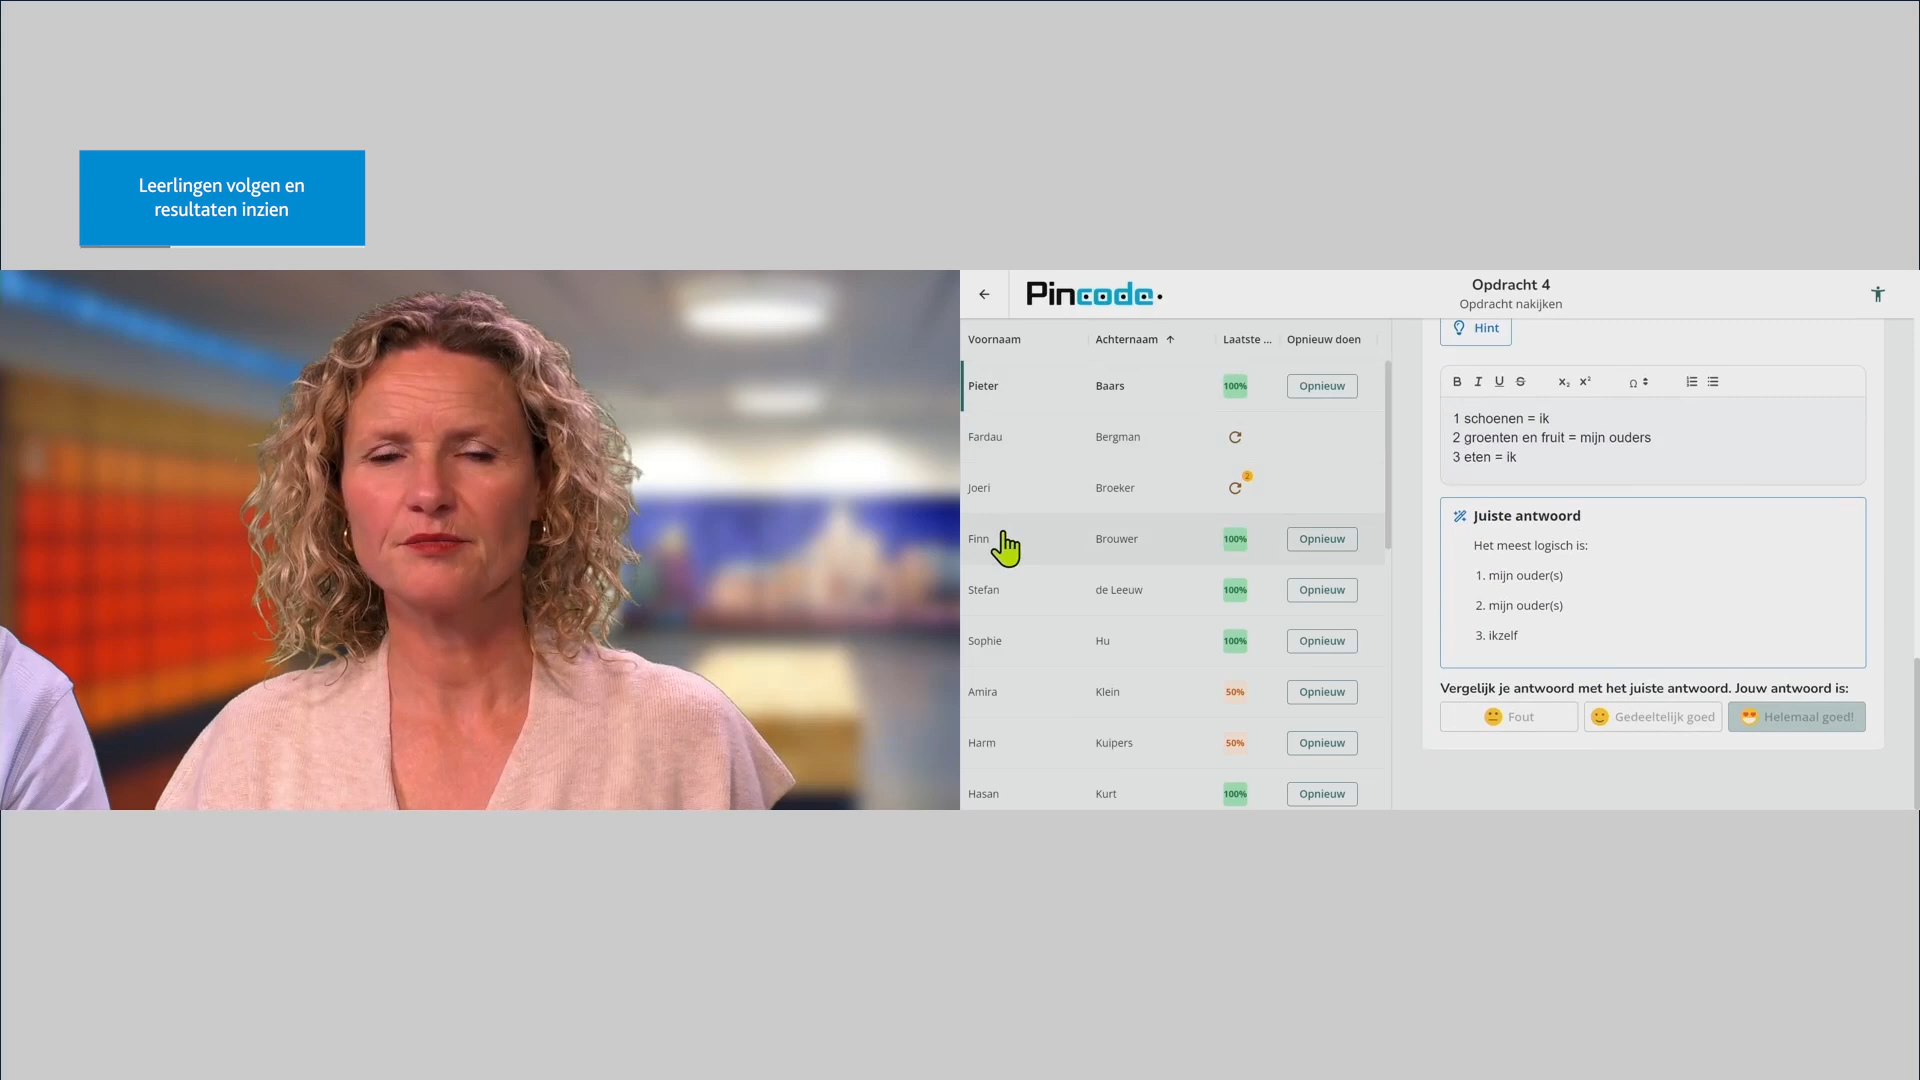 Leerlingen volgen en
resultaten inzien
Pincode.
Opdracht 4
Opdracht nakijken
Voornaam Achternaam Laatste ... Opnieuw doen
Pieter Baars 100% Opnieuw
Fardau Bergman
Joeri Broeker 2
Finn Brouwer 100% Opnieuw
Stefan de Leeuw 100% Opnieuw
Sophie Hu 100% Opnieuw
Amira Klein 50% Opnieuw
Harm Kuipers 50% Opnieuw
Hasan Kurt 100% Opnieuw
Hint
B I U S x₂ x² Ω
1 schoenen = ik
2 groenten en fruit = mijn ouders
3 eten = ik
Juiste antwoord
Het meest logisch is:
1. mijn ouder(s)
2. mijn ouder(s)
3. ikzelf
Vergelijk je antwoord met het juiste antwoord. Jouw antwoord is:
Fout Gedeeltelijk goed Helemaal goed!